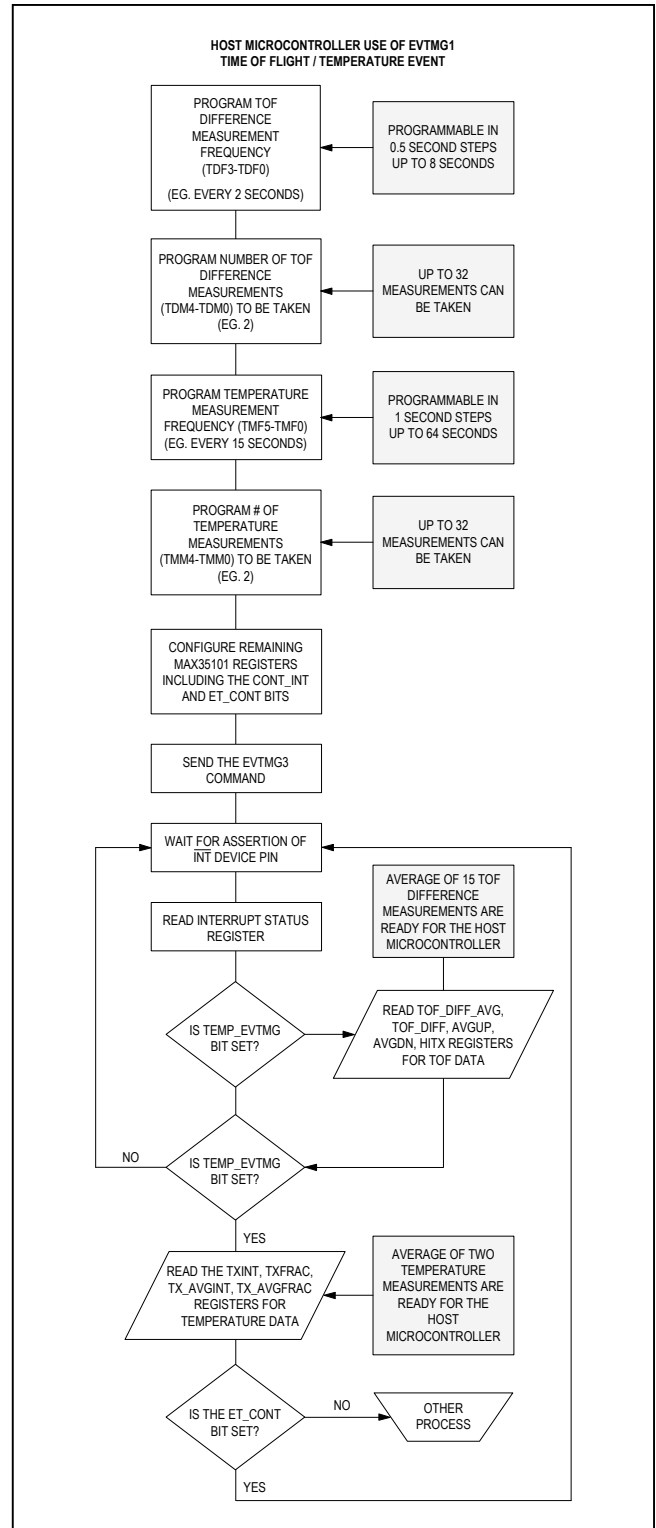 HOST MICROCONTROLLER USE OF EVTMG1
TIME OF FLIGHT / TEMPERATURE EVENT
PROGRAM TOF
DIFFERENCE
MEASUREMENT
FREQUENCY
(TDF3-TDF0)
(EG. EVERY 2 SECONDS)
PROGRAMMABLE IN
0.5 SECOND STEPS
UP TO 8 SECONDS
PROGRAM NUMBER OF TOF
DIFFERENCE
MEASUREMENTS
(TDM4-TDM0) TO BE TAKEN
(EG. 2)
UP TO 32
MEASUREMENTS CAN
BE TAKEN
PROGRAM TEMPERATURE
MEASUREMENT
FREQUENCY (TMF5-TMF0)
(EG. EVERY 15 SECONDS)
PROGRAMMABLE IN
1 SECOND STEPS
UP TO 64 SECONDS
PROGRAM # OF
TEMPERATURE
MEASUREMENTS
(TMM4-TMM0) TO BE TAKEN
(EG. 2)
UP TO 32
MEASUREMENTS CAN
BE TAKEN
CONFIGURE REMAINING
MAX35101 REGISTERS
INCLUDING THE CONT_INT
AND ET_CONT BITS
SEND THE EVTMG3
COMMAND
WAIT FOR ASSERTION OF
INT DEVICE PIN
READ INTERRUPT STATUS
REGISTER
AVERAGE OF 15 TOF
DIFFERENCE
MEASUREMENTS ARE
READY FOR THE HOST
MICROCONTROLLER
IS TEMP_EVTMG
BIT SET?
READ TOF_DIFF_AVG,
TOF_DIFF, AVGUP,
AVGDN, HITX REGISTERS
FOR TOF DATA
NO
IS TEMP_EVTMG
BIT SET?
YES
READ THE TXINT, TXFRAC,
TX_AVGINT, TX_AVGFRAC
REGISTERS FOR
TEMPERATURE DATA
AVERAGE OF TWO
TEMPERATURE
MEASUREMENTS ARE
READY FOR THE
HOST
MICROCONTROLLER
IS THE ET_CONT
BIT SET?
NO
OTHER
PROCESS
YES